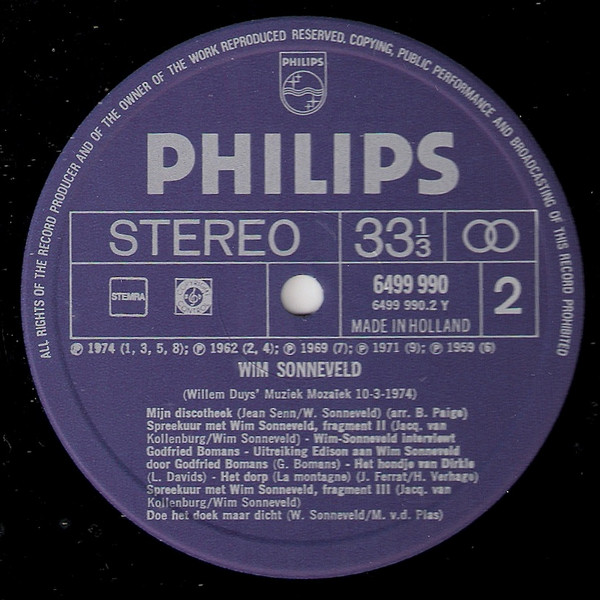 ALL RIGHTS OF THE RECORD PRODUCER AND OF THE OWNER OF THE WORK REPRODUCED RESERVED. COPYING, PUBLIC PERFORMANCE AND BROADCASTING OF THIS RECORD PROHIBITED
PHILIPS
PHILIPS
STEREO 33⅓
STEMRA
6499 990
6499 990.2 Y
MADE IN HOLLAND
2
℗ 1974 (1, 3, 5, 8); ℗ 1962 (2, 4); ℗ 1969 (7); ℗ 1971 (9); ℗ 1959 (6)
WIM SONNEVELD
(Willem Duys' Muziek Mozaïek 10-3-1974)
Mijn discotheek (Jean Senn/W. Sonneveld) (arr. B. Paige)
Spreekuur met Wim Sonneveld, fragment II (Jacq. van
Kollenburg/Wim Sonneveld) - Wim-Sonneveld interviewt
Godfried Bomans - Uitreiking Edison aan Wim Sonneveld
door Godfried Bomans (G. Bomans) - Het hondje van Dirkie
(L. Davids) - Het dorp (La montagne) (J. Ferrat/H. Verhage)
Spreekuur met Wim Sonneveld, fragment III (Jacq. van
Kollenburg/Wim Sonneveld)
Doe het doek maar dicht (W. Sonneveld/M. v.d. Plas)